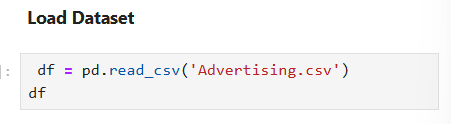 Load Dataset
]:
df = pd.read_csv('Advertising.csv')
df